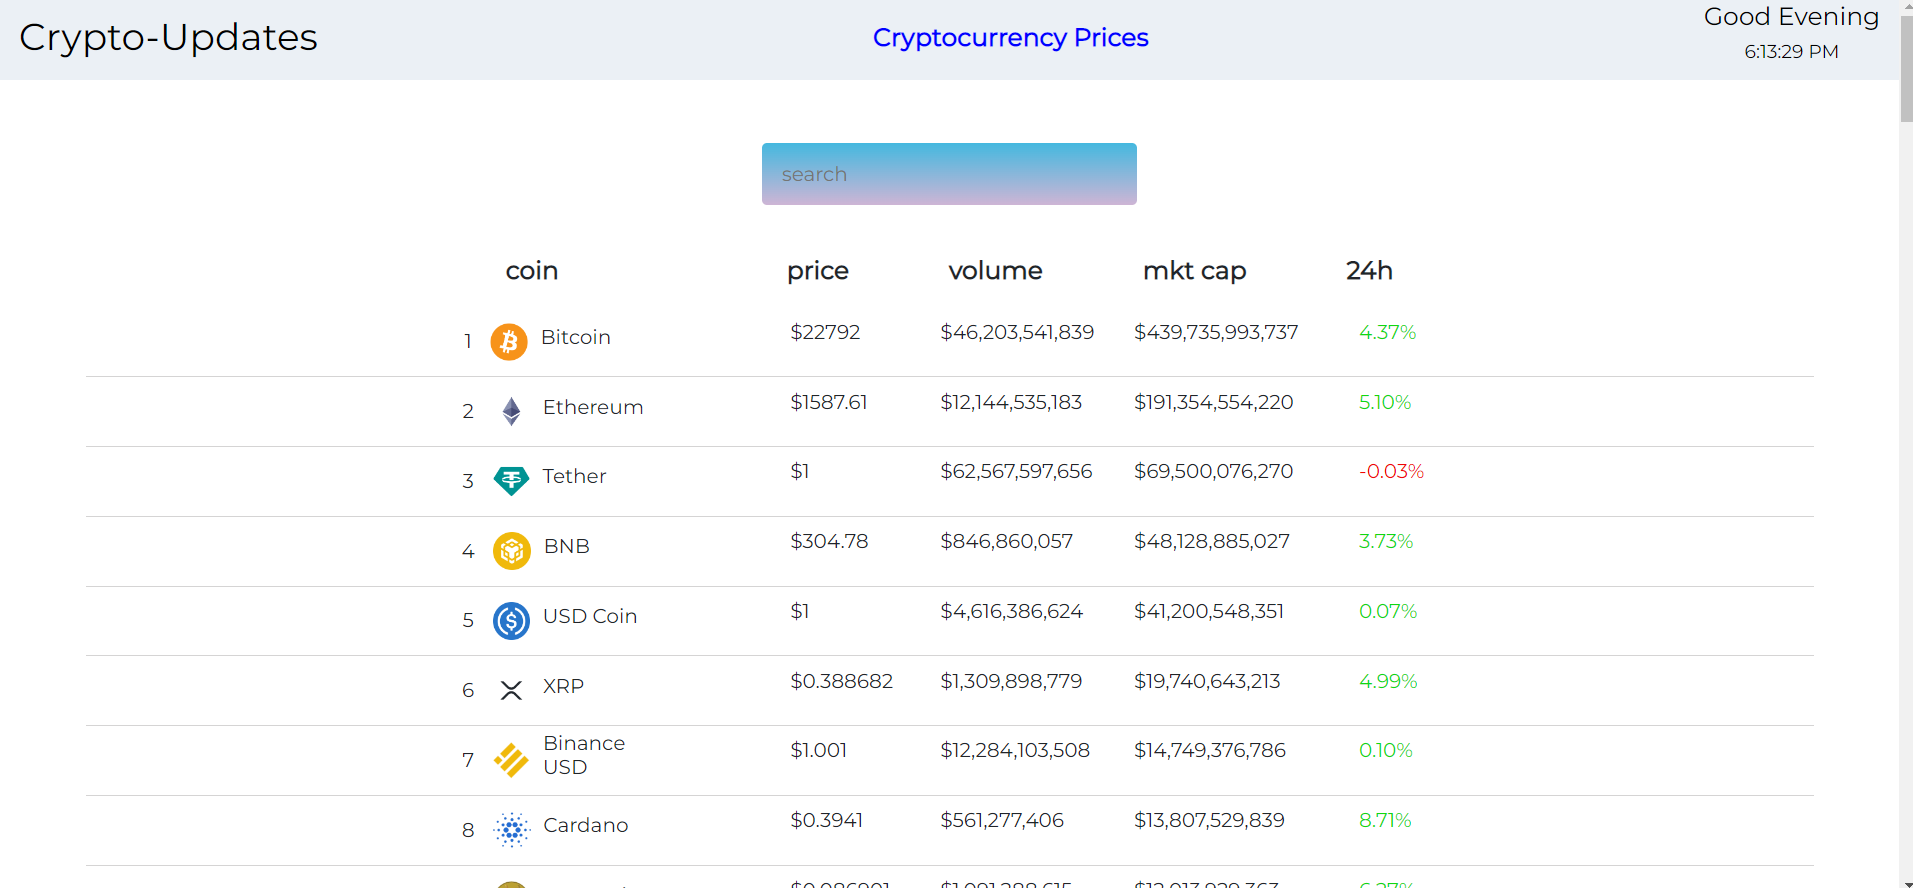 Crypto-Updates
Cryptocurrency Prices
Good Evening
6:13:29 PM
search
coin price volume mkt cap 24h
1 Bitcoin $22792 $46,203,541,839 $439,735,993,737 4.37%
2 Ethereum $1587.61 $12,144,535,183 $191,354,554,220 5.10%
3 Tether $1 $62,567,597,656 $69,500,076,270 -0.03%
4 BNB $304.78 $846,860,057 $48,128,885,027 3.73%
5 USD Coin $1 $4,616,386,624 $41,200,548,351 0.07%
6 XRP $0.388682 $1,309,898,779 $19,740,643,213 4.99%
7 Binance USD $1.001 $12,284,103,508 $14,749,376,786 0.10%
8 Cardano $0.3941 $561,277,406 $13,807,529,839 8.71%